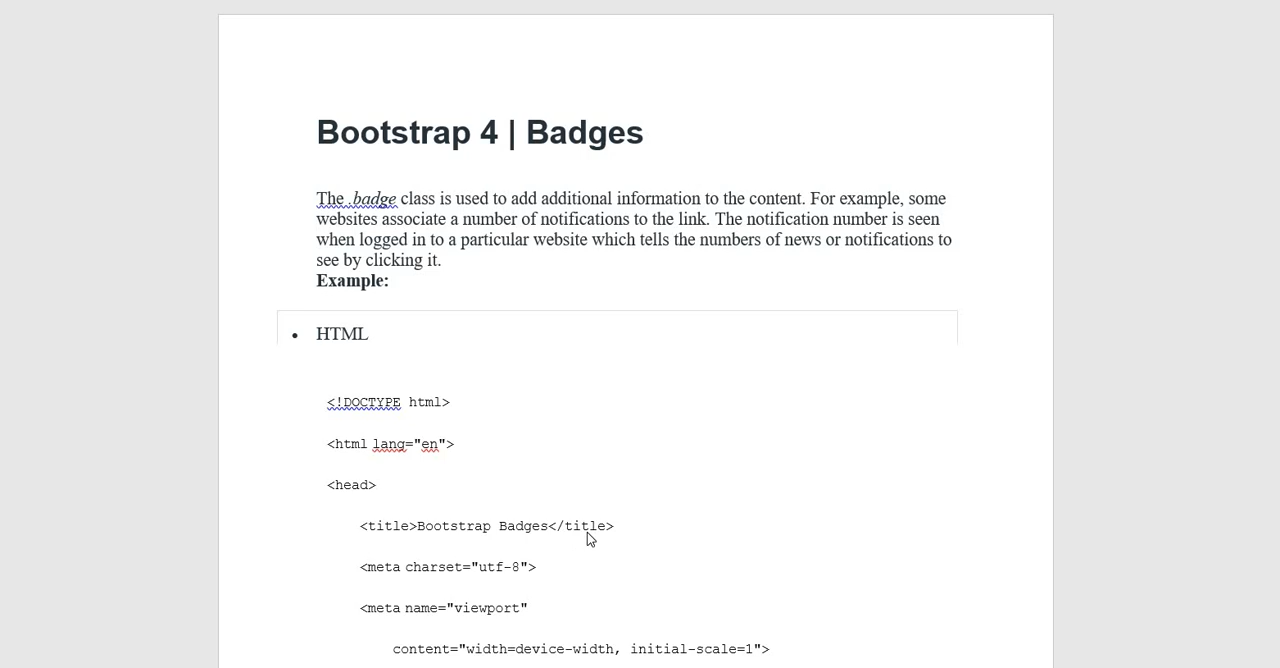 Bootstrap 4 | Badges
The .badge class is used to add additional information to the content. For example, some
websites associate a number of notifications to the link. The notification number is seen
when logged in to a particular website which tells the numbers of news or notifications to
see by clicking it.
Example:
• HTML
<!DOCTYPE html>
<html lang="en">
<head>
<title>Bootstrap Badges</title>
<meta charset="utf-8">
<meta name="viewport"
content="width=device-width, initial-scale=1">